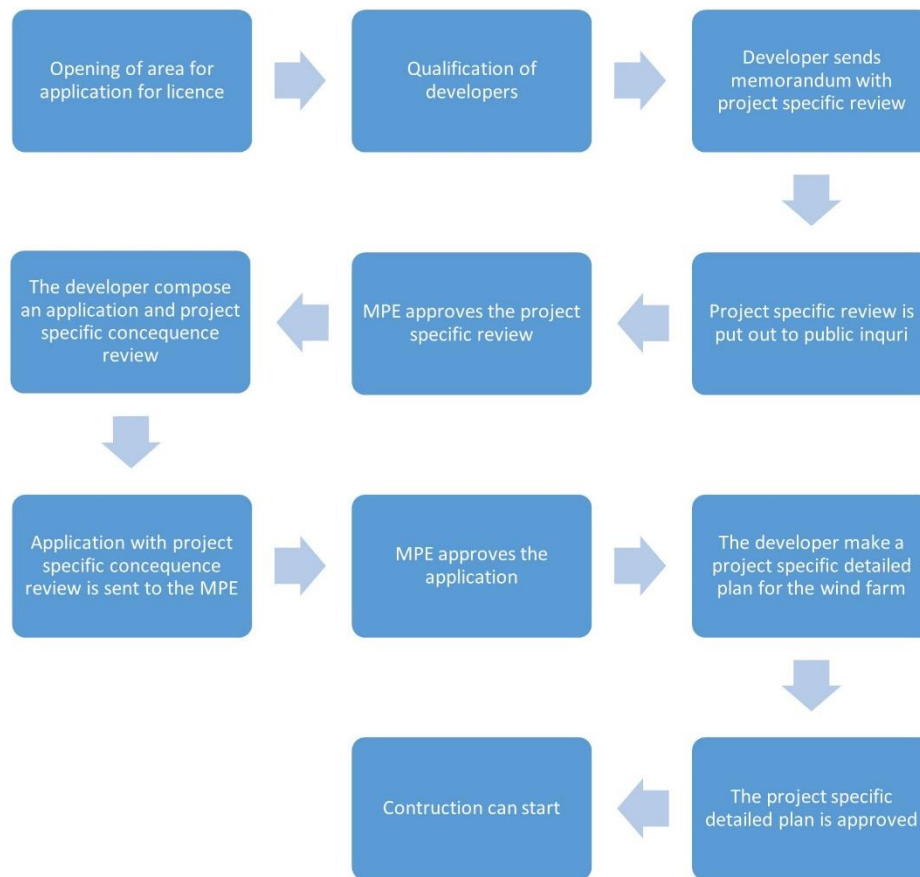 Opening of area for
application for licence
Qualification of
developers
Developer sends
memorandum with
project specific review
Project specific review is
put out to public inquri
MPE approves the project
specific review
The developer compose
an application and project
specific concequence
review
Application with project
specific concequence
review is sent to the MPE
MPE approves the
application
The developer make a
project specific detailed
plan for the wind farm
The project specific
detailed plan is approved
Contruction can start